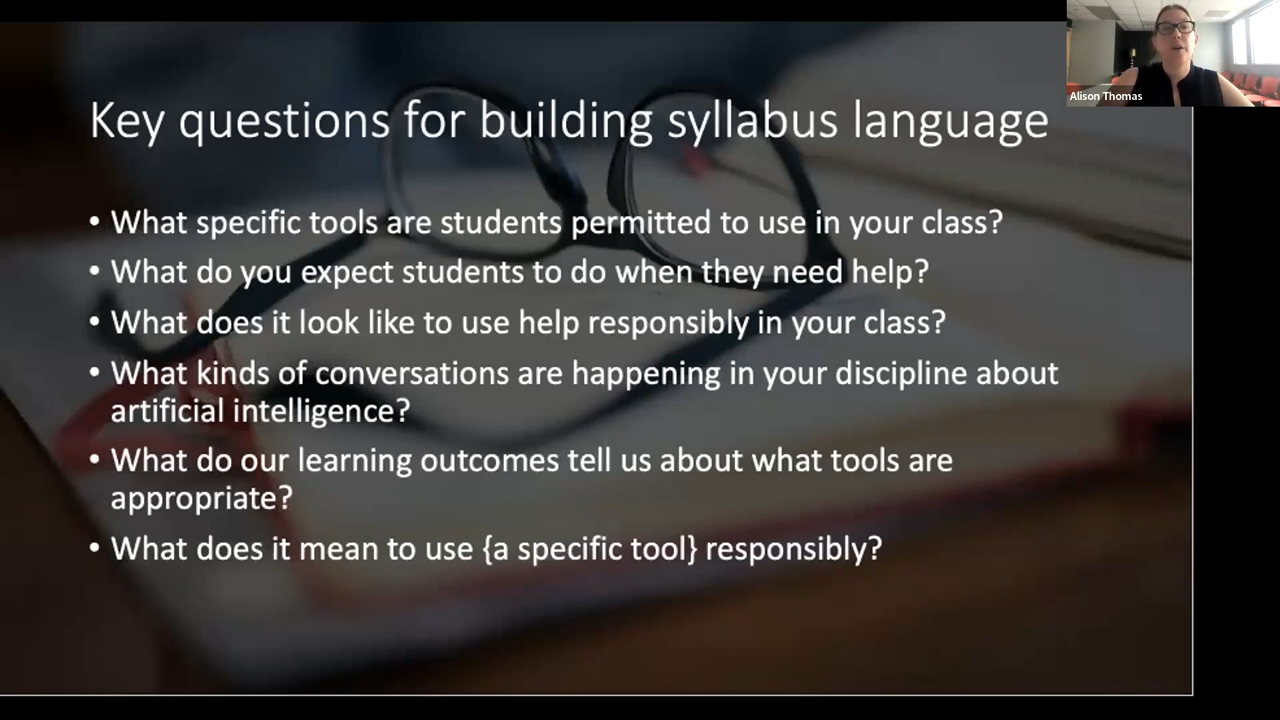 Alison Thomas
Key questions for building syllabus language
• What specific tools are students permitted to use in your class?
• What do you expect students to do when they need help?
• What does it look like to use help responsibly in your class?
• What kinds of conversations are happening in your discipline about
artificial intelligence?
• What do our learning outcomes tell us about what tools are
appropriate?
• What does it mean to use {a specific tool} responsibly?